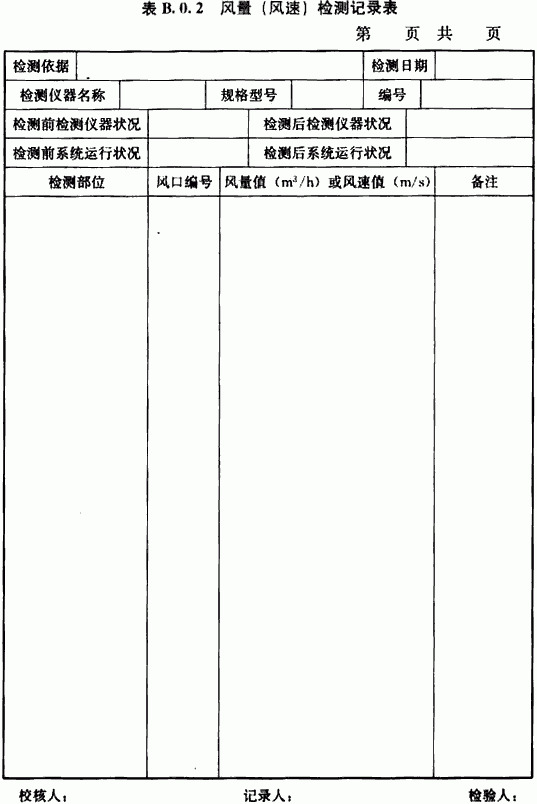 表 B.0.2 风量（风速）检测记录表
第 页 共 页
检测依据 检测日期
检测仪器名称 规格型号 编号
检测前检测仪器状况 检测后检测仪器状况
检测前系统运行状况 检测后系统运行状况
检测部位 风口编号 风量值（m³/h）或风速值（m/s） 备注
校核人： 记录人： 检验人：